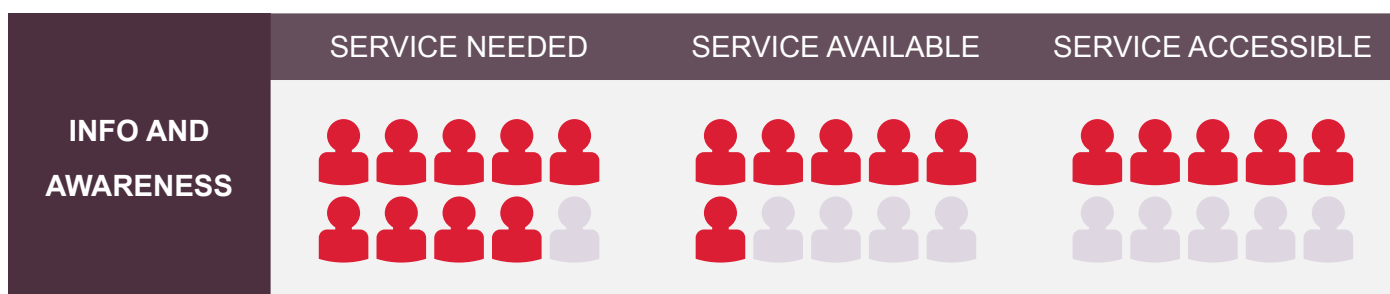 SERVICE NEEDED
SERVICE AVAILABLE
SERVICE ACCESSIBLE
INFO AND
AWARENESS